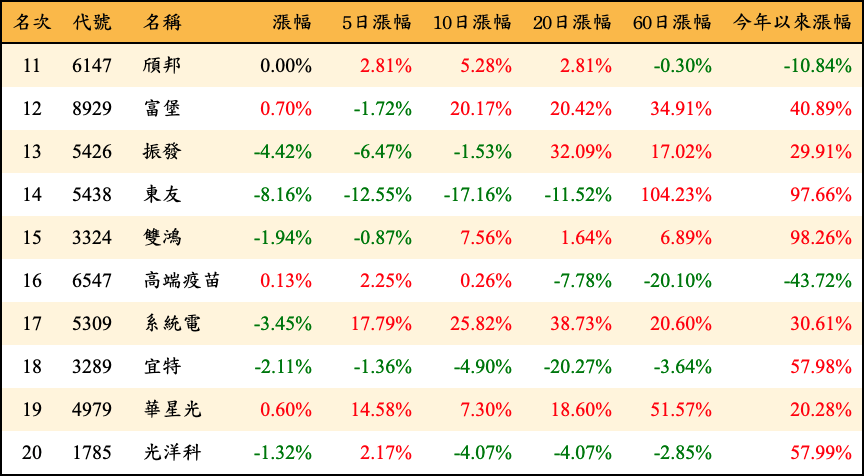 名次 代號 名稱 漲幅 5日漲幅 10日漲幅 20日漲幅 60日漲幅 今年以來漲幅
11 6147 頎邦 0.00% 2.81% 5.28% 2.81% -0.30% -10.84%
12 8929 富堡 0.70% -1.72% 20.17% 20.42% 34.91% 40.89%
13 5426 振發 -4.42% -6.47% -1.53% 32.09% 17.02% 29.91%
14 5438 東友 -8.16% -12.55% -17.16% -11.52% 104.23% 97.66%
15 3324 雙鴻 -1.94% -0.87% 7.56% 1.64% 6.89% 98.26%
16 6547 高端疫苗 0.13% 2.25% 0.26% -7.78% -20.10% -43.72%
17 5309 系統電 -3.45% 17.79% 25.82% 38.73% 20.60% 30.61%
18 3289 宜特 -2.11% -1.36% -4.90% -20.27% -3.64% 57.98%
19 4979 華星光 0.60% 14.58% 7.30% 18.60% 51.57% 20.28%
20 1785 光洋科 -1.32% 2.17% -4.07% -4.07% -2.85% 57.99%